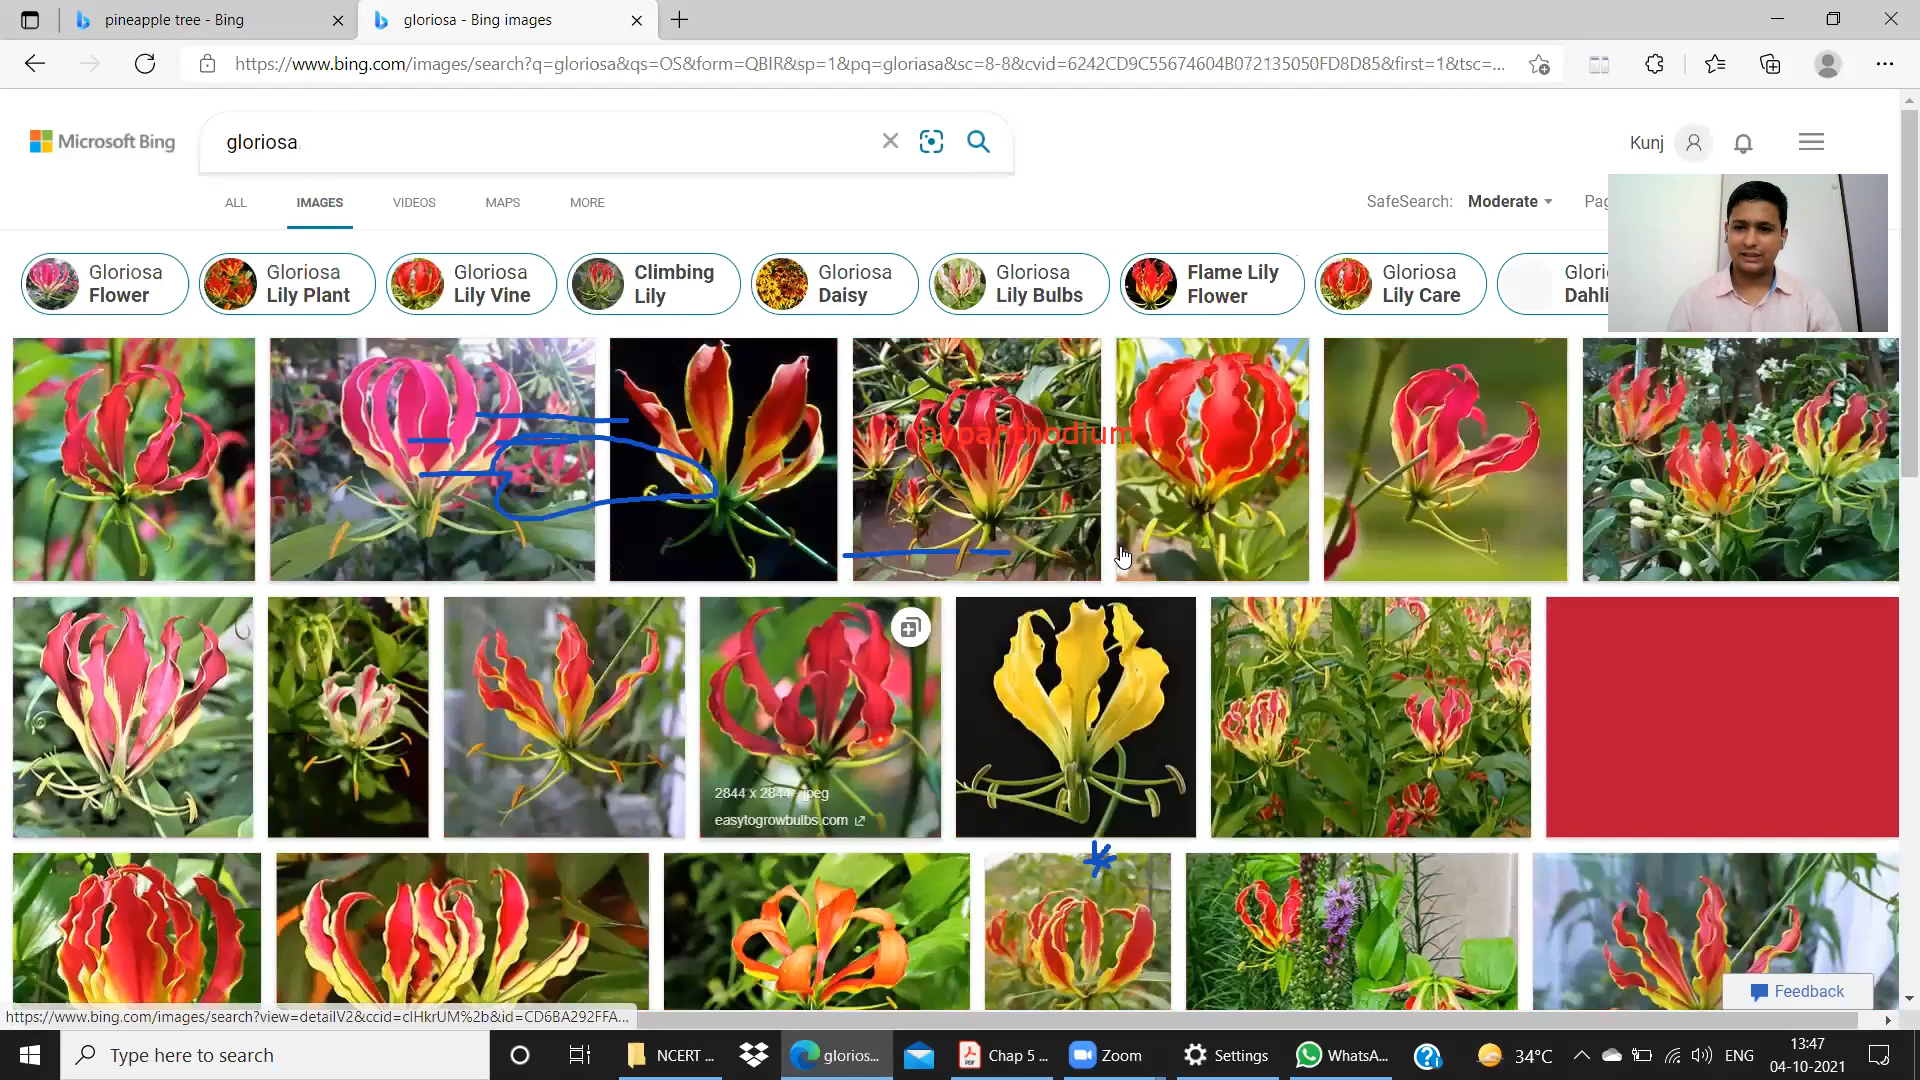 pineapple tree - Bing
gloriosa - Bing images
https://www.bing.com/images/search?q=gloriosa&qs=OS&form=QBIR&sp=1&pq=gloriasa&sc=8-8&cvid=6242CD9C55674604B072135050FD8D85&first=1&tsc=...
Microsoft Bing
gloriosa
Kunj
ALL
IMAGES
VIDEOS
MAPS
MORE
SafeSearch: Moderate
Pag
Gloriosa
Flower
Gloriosa
Lily Plant
Gloriosa
Lily Vine
Climbing
Lily
Gloriosa
Daisy
Gloriosa
Lily Bulbs
Flame Lily
Flower
Gloriosa
Lily Care
Glori
Dahli
hypanthodium
2844 x 2844 · jpeg
easytogrowbulbs.com
Feedback
https://www.bing.com/images/search?view=detailV2&ccid=clHkrUM%2b&id=CD6BA292FFA...
Type here to search
NCERT ...
glorios...
Chap 5 ...
Zoom
Settings
WhatsA...
34°C
ENG
13:47
04-10-2021